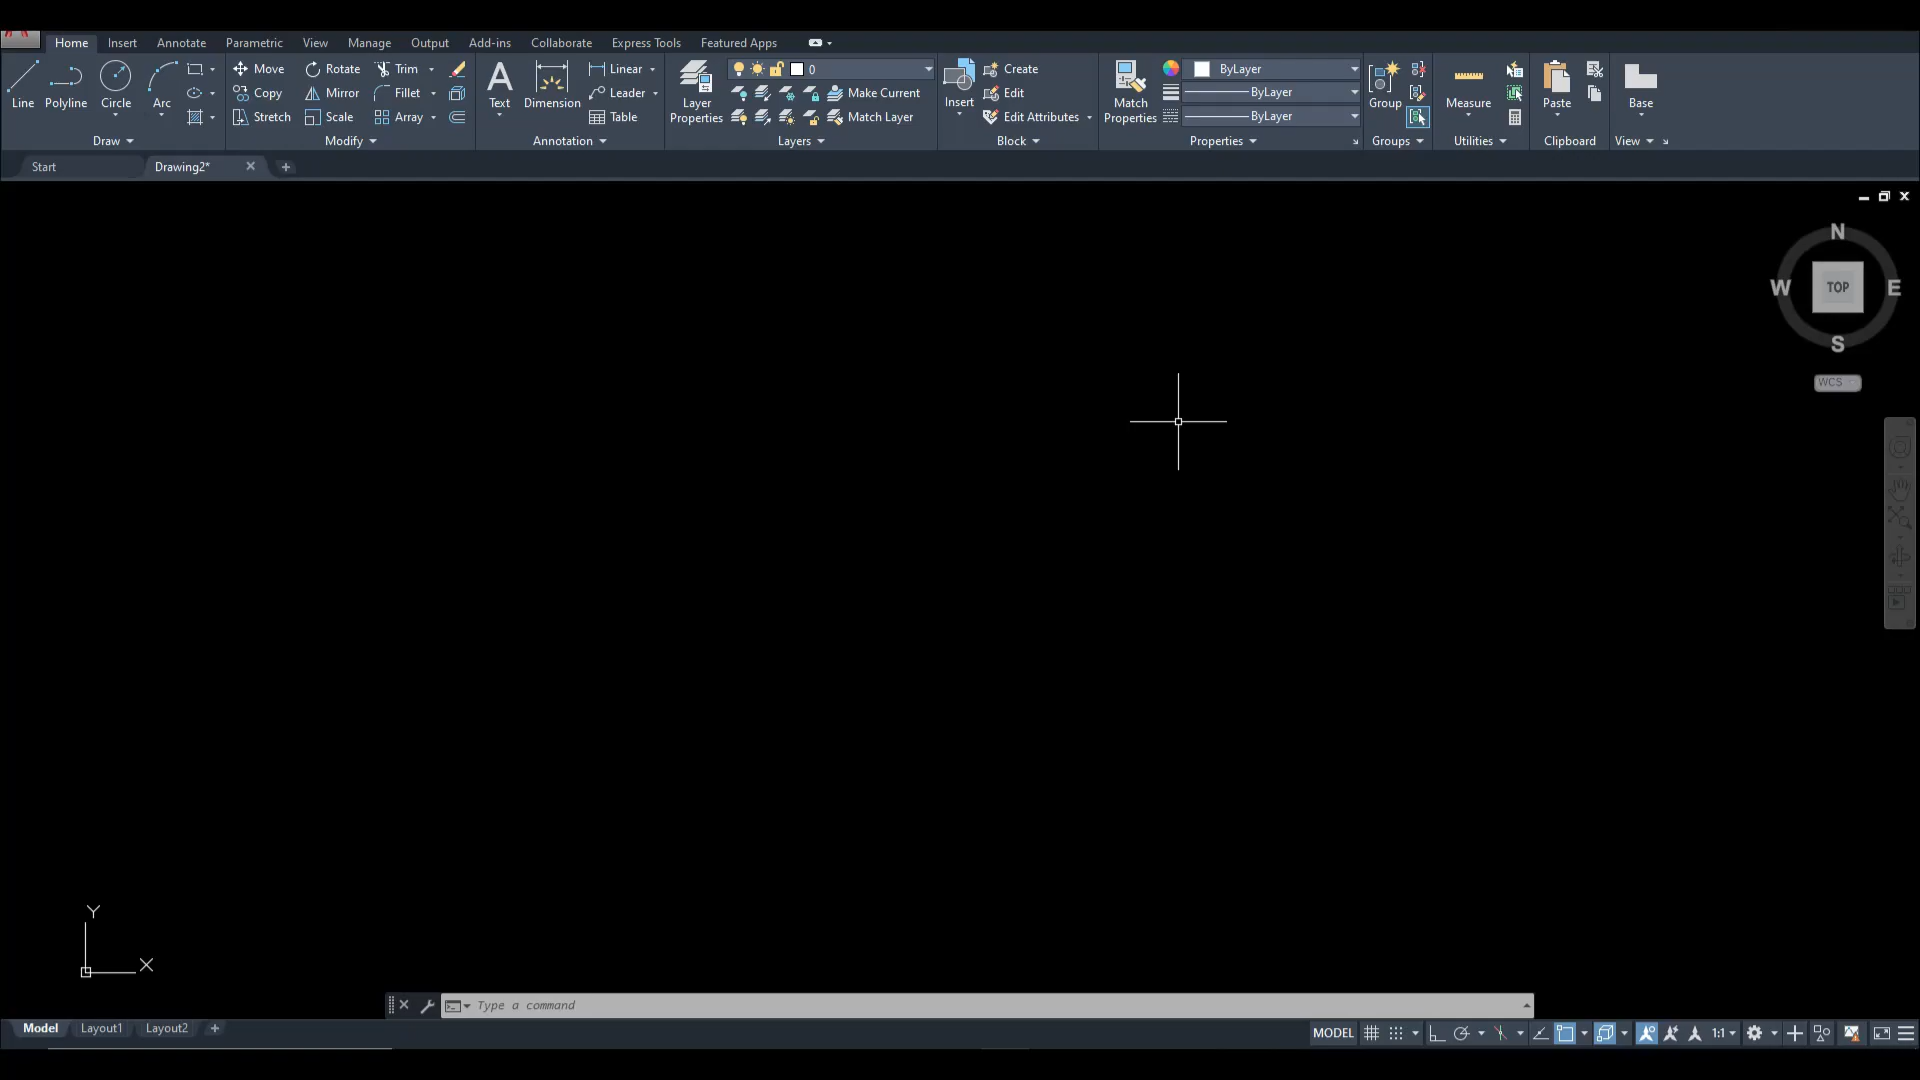 Home Insert Annotate Parametric View Manage Output Add-ins Collaborate Express Tools Featured Apps
Line Polyline Circle Arc
Move Rotate Trim
Copy Mirror Fillet
Stretch Scale Array
Text Dimension
Linear
Leader
Table
Layer
Properties
0
Make Current
Match Layer
Insert
Create
Edit
Edit Attributes
Match
Properties
ByLayer
ByLayer
ByLayer
Group
Measure
Paste
Base
Draw Modify Annotation Layers Block Properties Groups Utilities Clipboard View
Start Drawing2*
N
W TOP E
S
WCS
Y
X
Type a command
Model Layout1 Layout2
MODEL 1:1